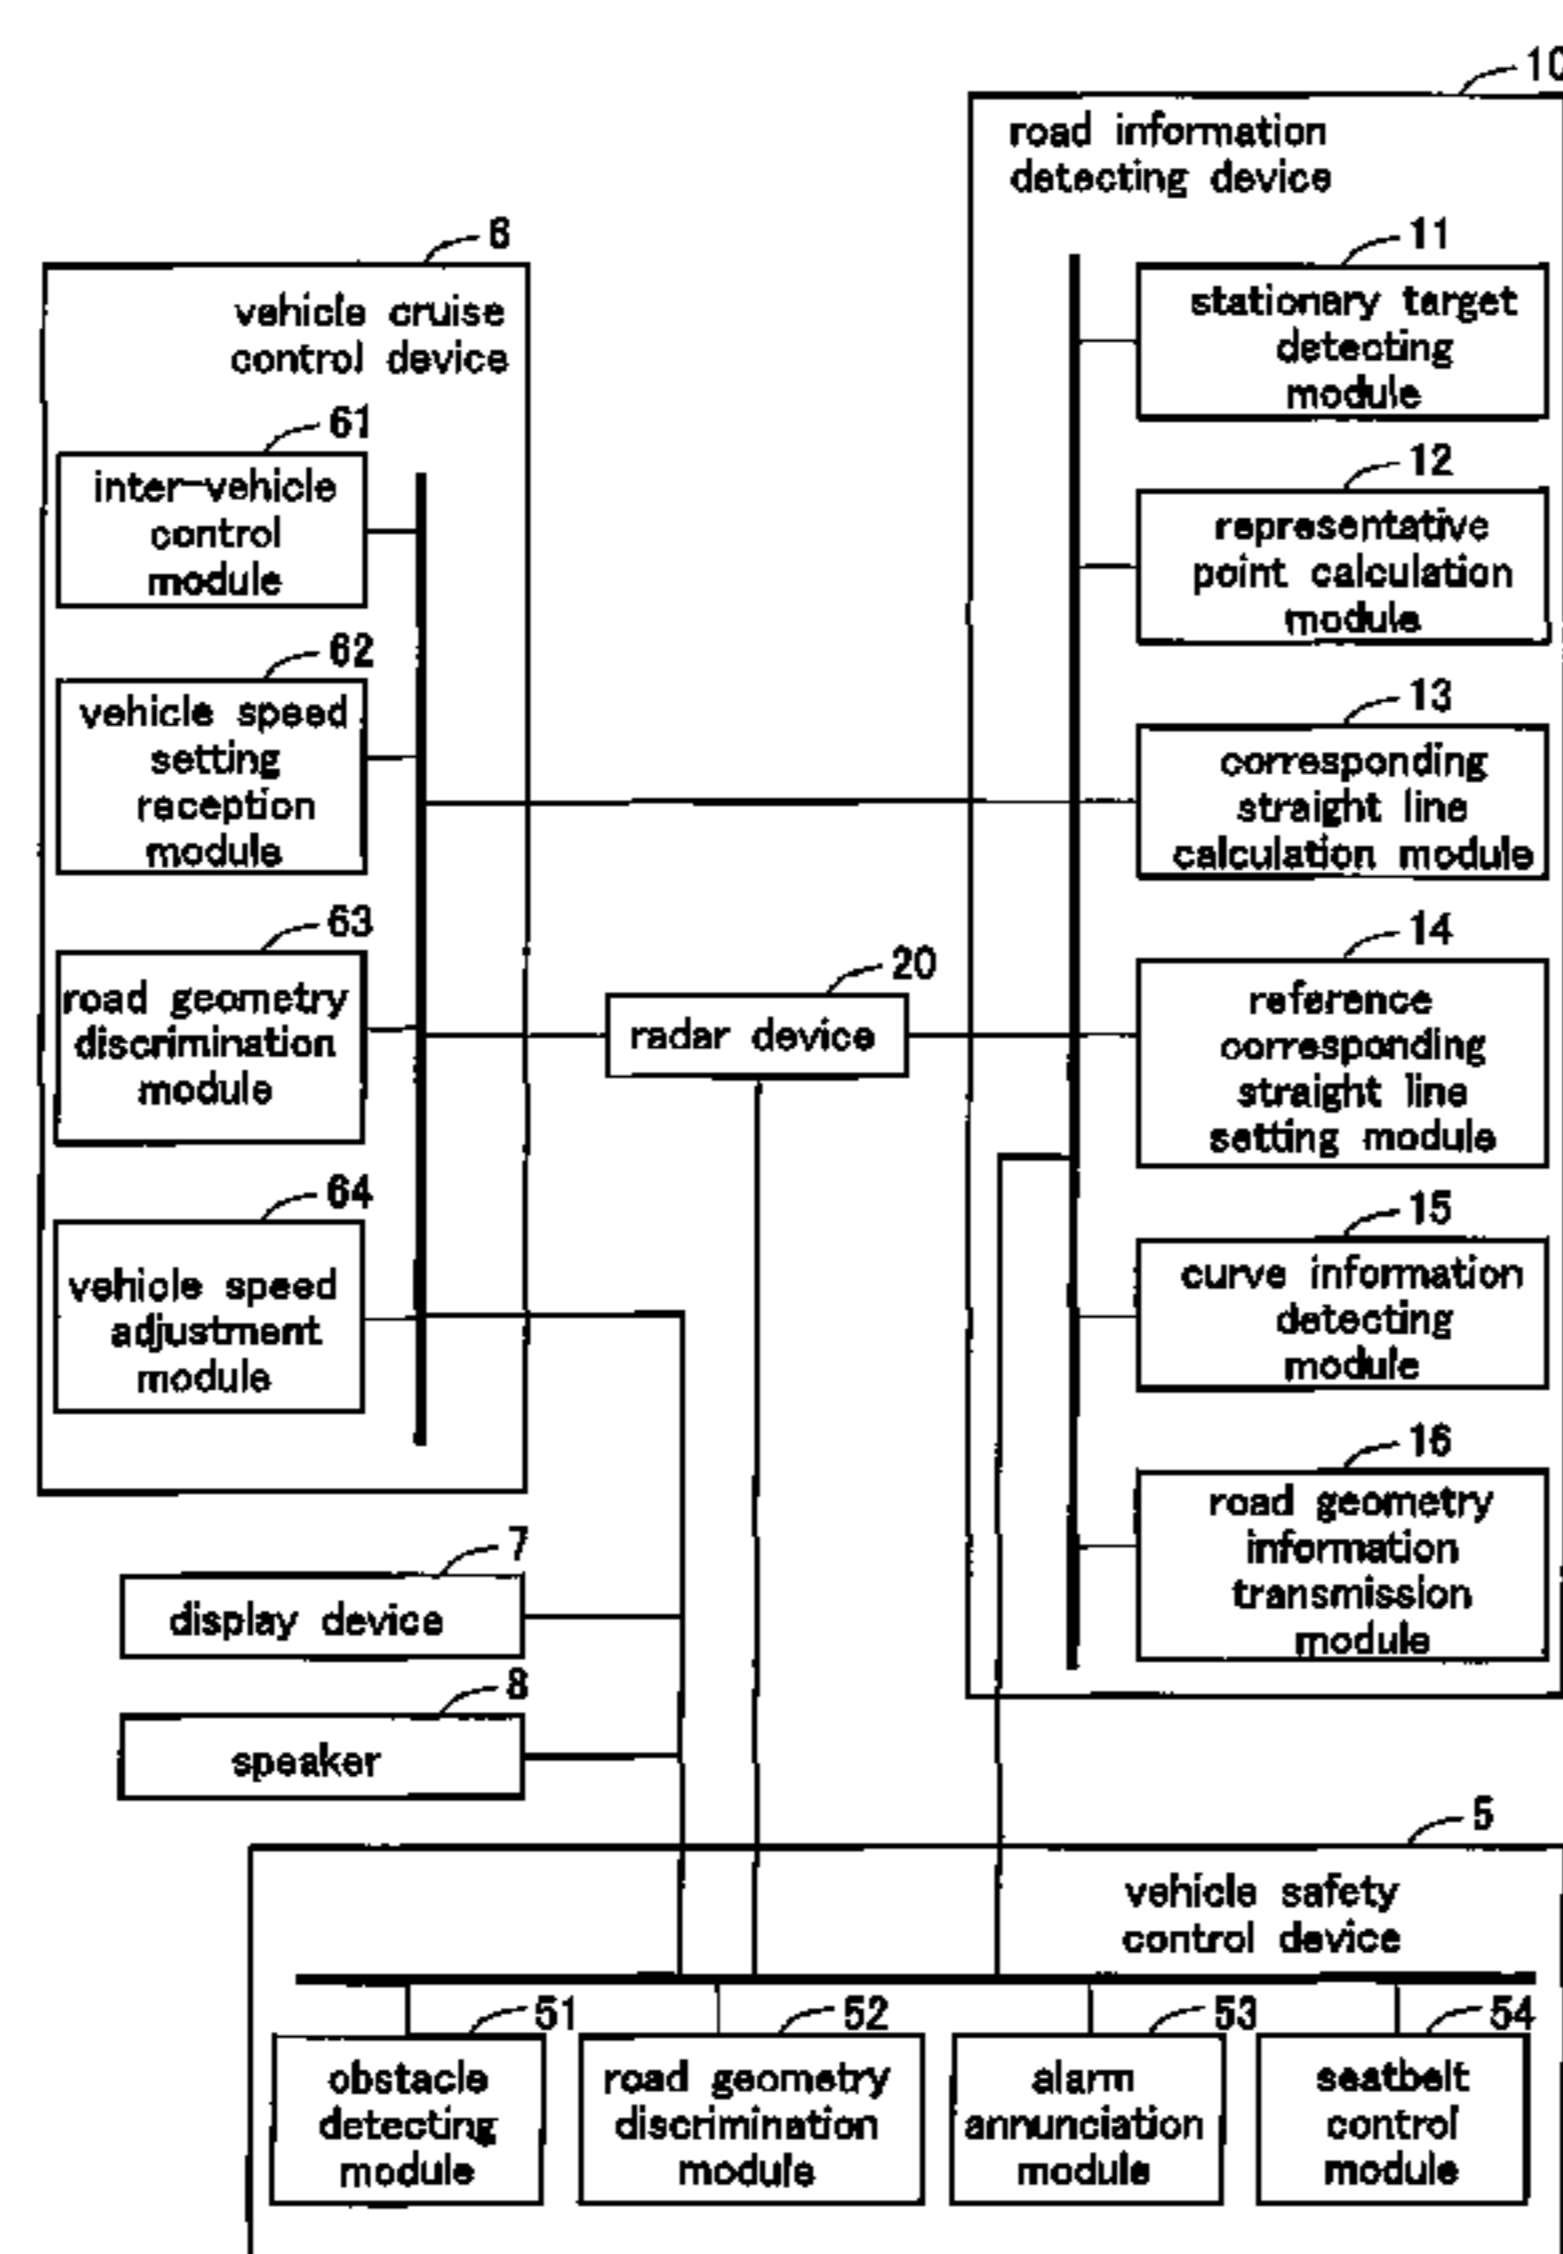 10
road information
detecting device
6
vehicle cruise
control device
61
inter-vehicle
control
module
62
vehicle speed
setting
reception
module
63
road geometry
discrimination
module
64
vehicle speed
adjustment
module
11
stationary target
detecting
module
12
representative
point calculation
module
13
corresponding
straight line
calculation module
14
reference
corresponding
straight line
setting module
15
curve information
detecting
module
16
road geometry
information
transmission
module
20
radar device
7
display device
8
speaker
5
vehicle safety
control device
51
obstacle
detecting
module
52
road geometry
discrimination
module
53
alarm
annunciation
module
54
seatbelt
control
module